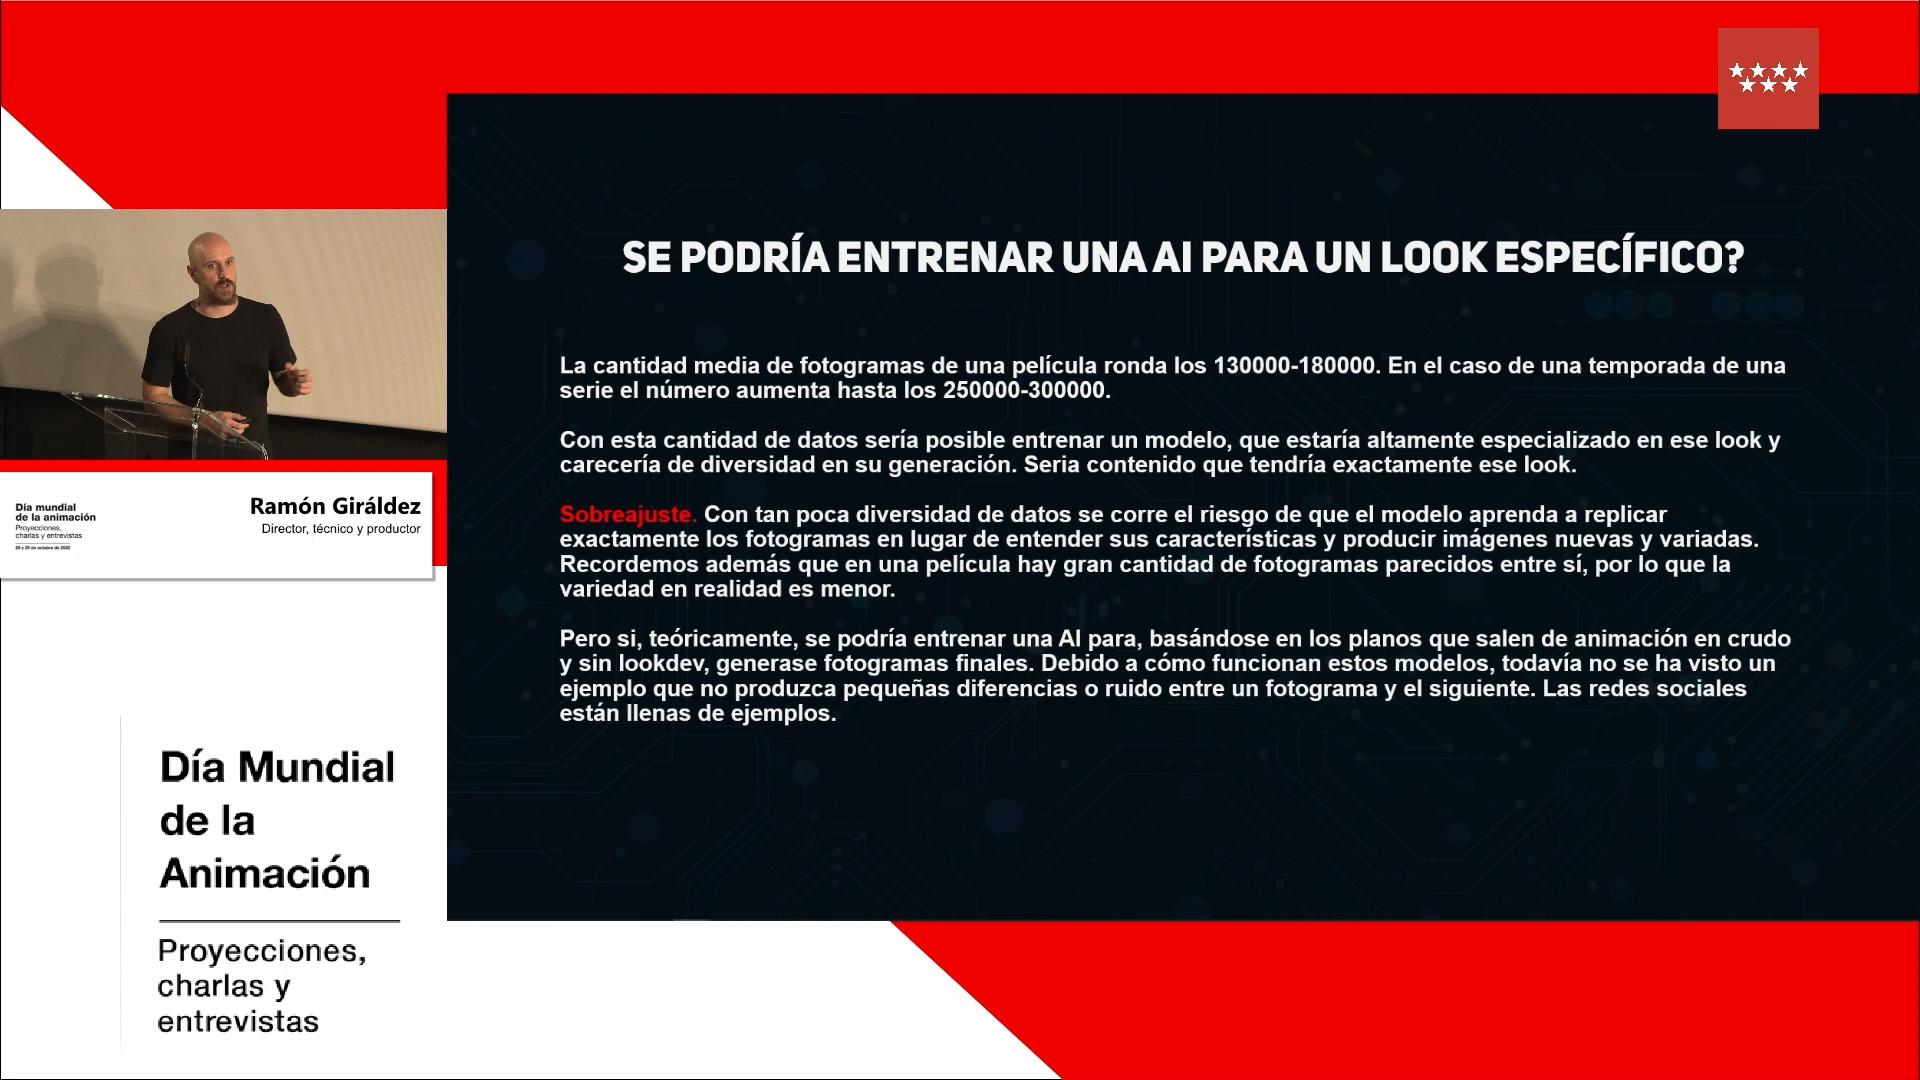 SE PODRÍA ENTRENAR UNA AI PARA UN LOOK ESPECÍFICO?
La cantidad media de fotogramas de una película ronda los 130000-180000. En el caso de una temporada de una
serie el número aumenta hasta los 250000-300000.
Con esta cantidad de datos sería posible entrenar un modelo, que estaría altamente especializado en ese look y
carecería de diversidad en su generación. Seria contenido que tendría exactamente ese look.
Sobreajuste. Con tan poca diversidad de datos se corre el riesgo de que el modelo aprenda a replicar
exactamente los fotogramas en lugar de entender sus características y producir imágenes nuevas y variadas.
Recordemos además que en una película hay gran cantidad de fotogramas parecidos entre sí, por lo que la
variedad en realidad es menor.
Pero si, teóricamente, se podría entrenar una AI para, basándose en los planos que salen de animación en crudo
y sin lookdev, generase fotogramas finales. Debido a cómo funcionan estos modelos, todavía no se ha visto un
ejemplo que no produzca pequeñas diferencias o ruido entre un fotograma y el siguiente. Las redes sociales
están llenas de ejemplos.
Día mundial
de la animación
Proyecciones,
charlas y entrevistas
28 y 29 de octubre de 2022
Ramón Giráldez
Director, técnico y productor
Día Mundial
de la
Animación
Proyecciones,
charlas y
entrevistas